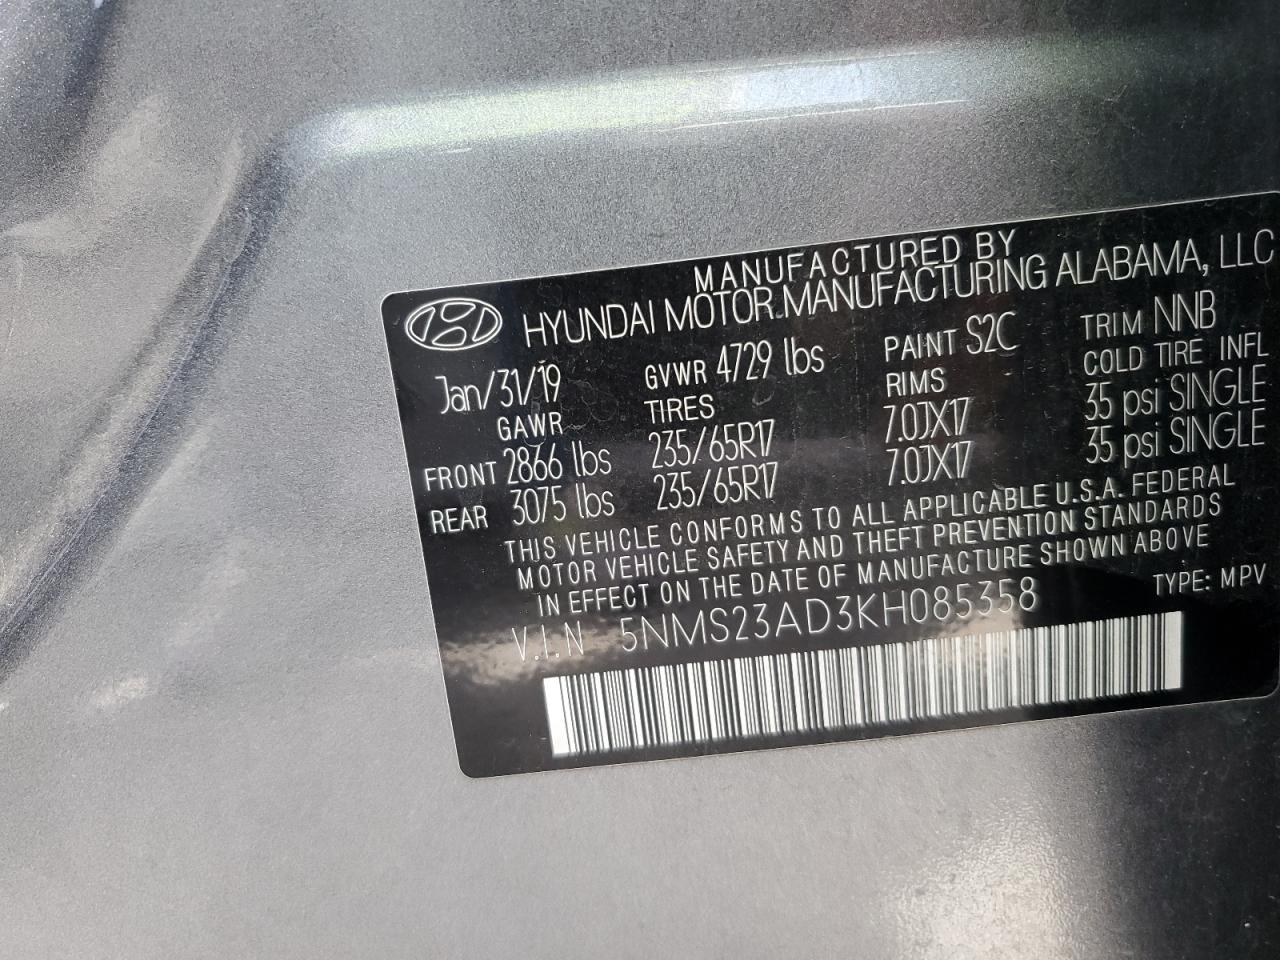 MANUFACTURED BY
HYUNDAI MOTOR MANUFACTURING ALABAMA, LLC
Jan/31/19 GVWR 4729 lbs PAINT S2C TRIM NNB
GAWR TIRES RIMS COLD TIRE INFL
FRONT 2866 lbs 235/65R17 7.0JX17 35 psi SINGLE
REAR 3075 lbs 235/65R17 7.0JX17 35 psi SINGLE
THIS VEHICLE CONFORMS TO ALL APPLICABLE U.S.A. FEDERAL
MOTOR VEHICLE SAFETY AND THEFT PREVENTION STANDARDS
IN EFFECT ON THE DATE OF MANUFACTURE SHOWN ABOVE
V.I.N 5NMS23AD3KH085358 TYPE: MPV